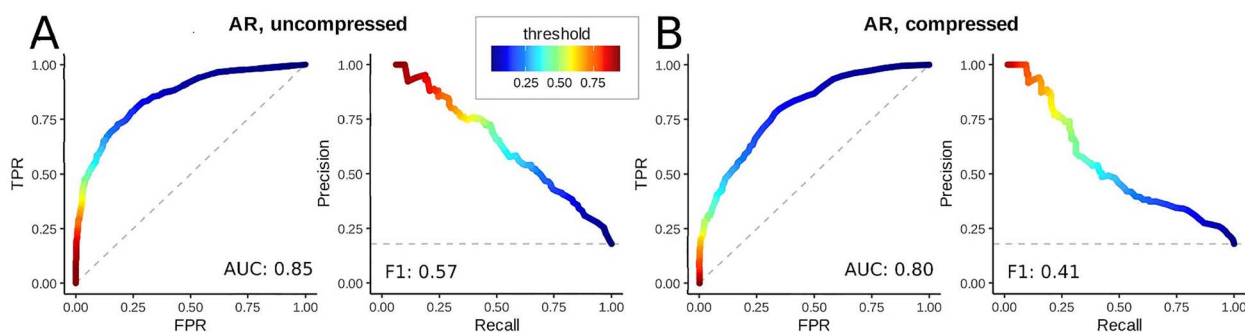 A
AR, uncompressed
threshold
0.25 0.50 0.75
B
AR, compressed
1.00
0.75
0.50
0.25
0.00
TPR
0.00 0.25 0.50 0.75 1.00
FPR
AUC: 0.85
1.00
0.75
0.50
0.25
0.00
Precision
0.00 0.25 0.50 0.75 1.00
Recall
F1: 0.57
1.00
0.75
0.50
0.25
0.00
TPR
0.00 0.25 0.50 0.75 1.00
FPR
AUC: 0.80
1.00
0.75
0.50
0.25
0.00
Precision
0.00 0.25 0.50 0.75 1.00
Recall
F1: 0.41